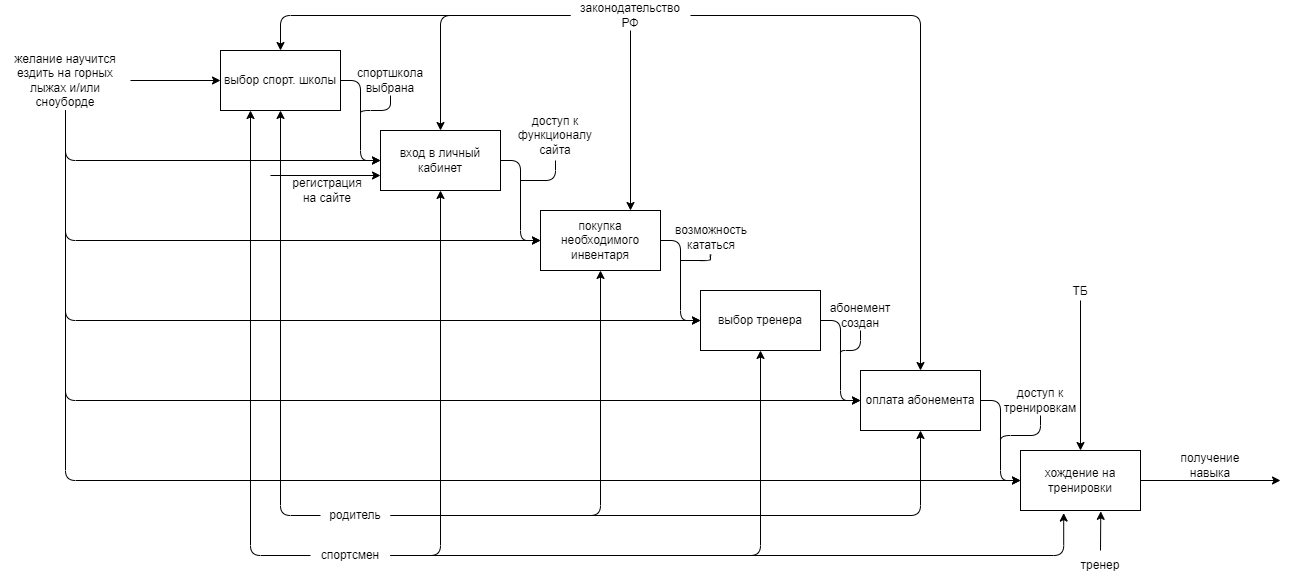 законодательство
РФ
желание научится
ездить на горных
лыжах и/или
сноуборде
выбор спорт. школы
спортшкола
выбрана
вход в личный
кабинет
регистрация
на сайте
доступ к
функционалу
сайта
покупка
необходимого
инвентаря
возможность
кататься
выбор тренера
абонемент
создан
ТБ
оплата абонемента
доступ к
тренировкам
хождение на
тренировки
получение
навыка
родитель
спортсмен
тренер